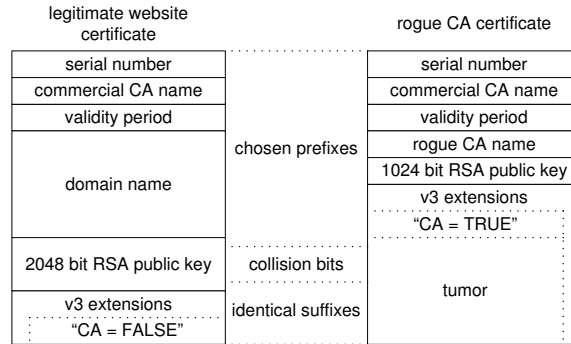 legitimate website
certificate
serial number
commercial CA name
validity period
domain name
2048 bit RSA public key
v3 extensions
“CA = FALSE”
chosen prefixes
collision bits
identical suffixes
rogue CA certificate
serial number
commercial CA name
validity period
rogue CA name
1024 bit RSA public key
v3 extensions
“CA = TRUE”
tumor